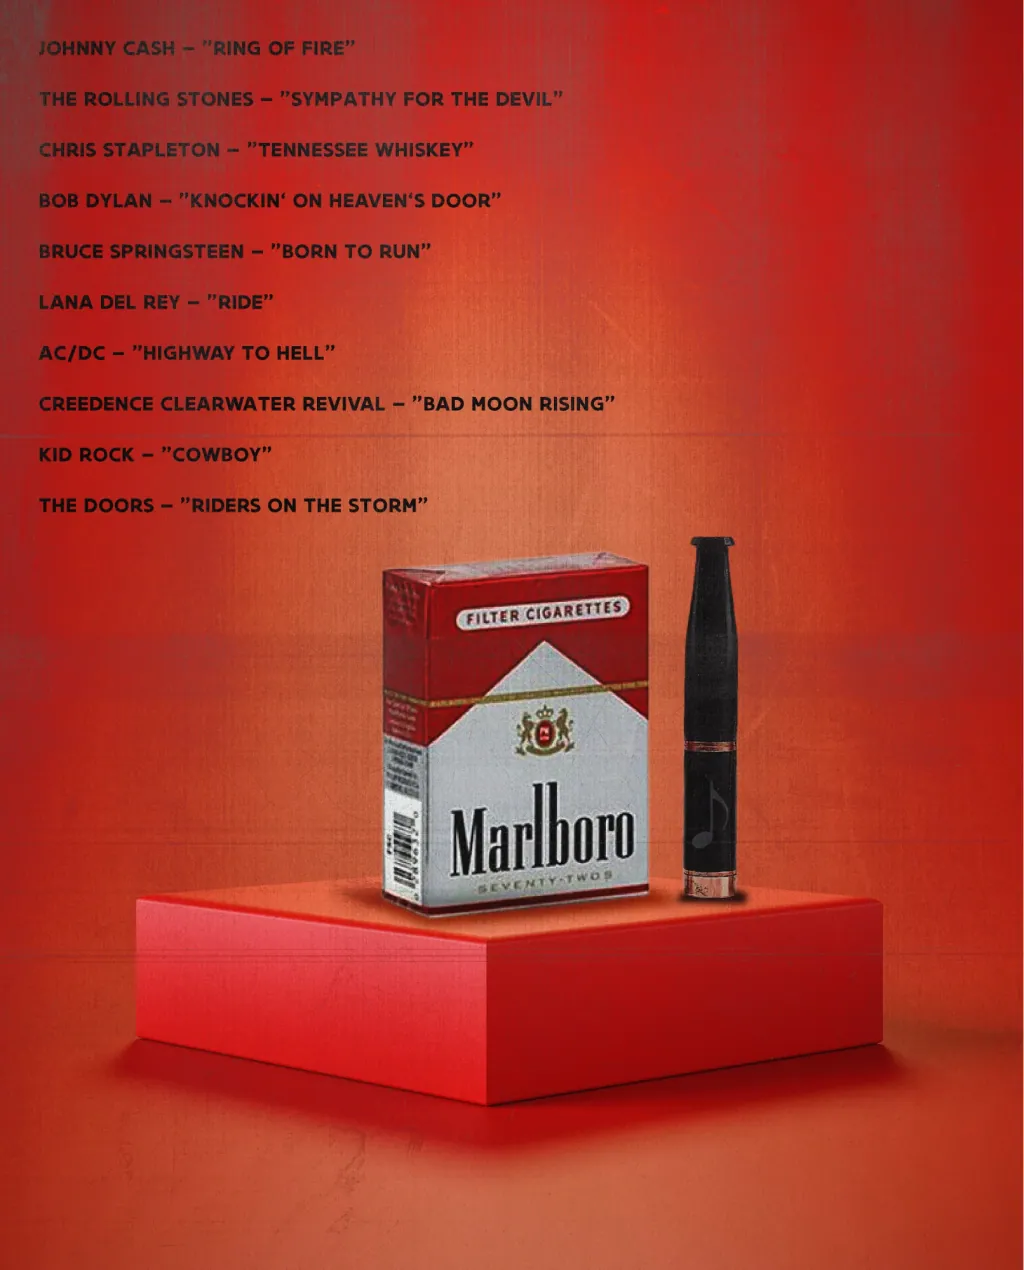 JOHNNY CASH – ”RING OF FIRE”
THE ROLLING STONES – ”SYMPATHY FOR THE DEVIL”
CHRIS STAPLETON – ”TENNESSEE WHISKEY”
BOB DYLAN – ”KNOCKIN‘ ON HEAVEN‘S DOOR”
BRUCE SPRINGSTEEN – ”BORN TO RUN”
LANA DEL REY – ”RIDE”
AC/DC – ”HIGHWAY TO HELL”
CREEDENCE CLEARWATER REVIVAL – ”BAD MOON RISING”
KID ROCK – ”COWBOY”
THE DOORS – ”RIDERS ON THE STORM”
FILTER CIGARETTES
72
Marlboro
SEVENTY-TWOS